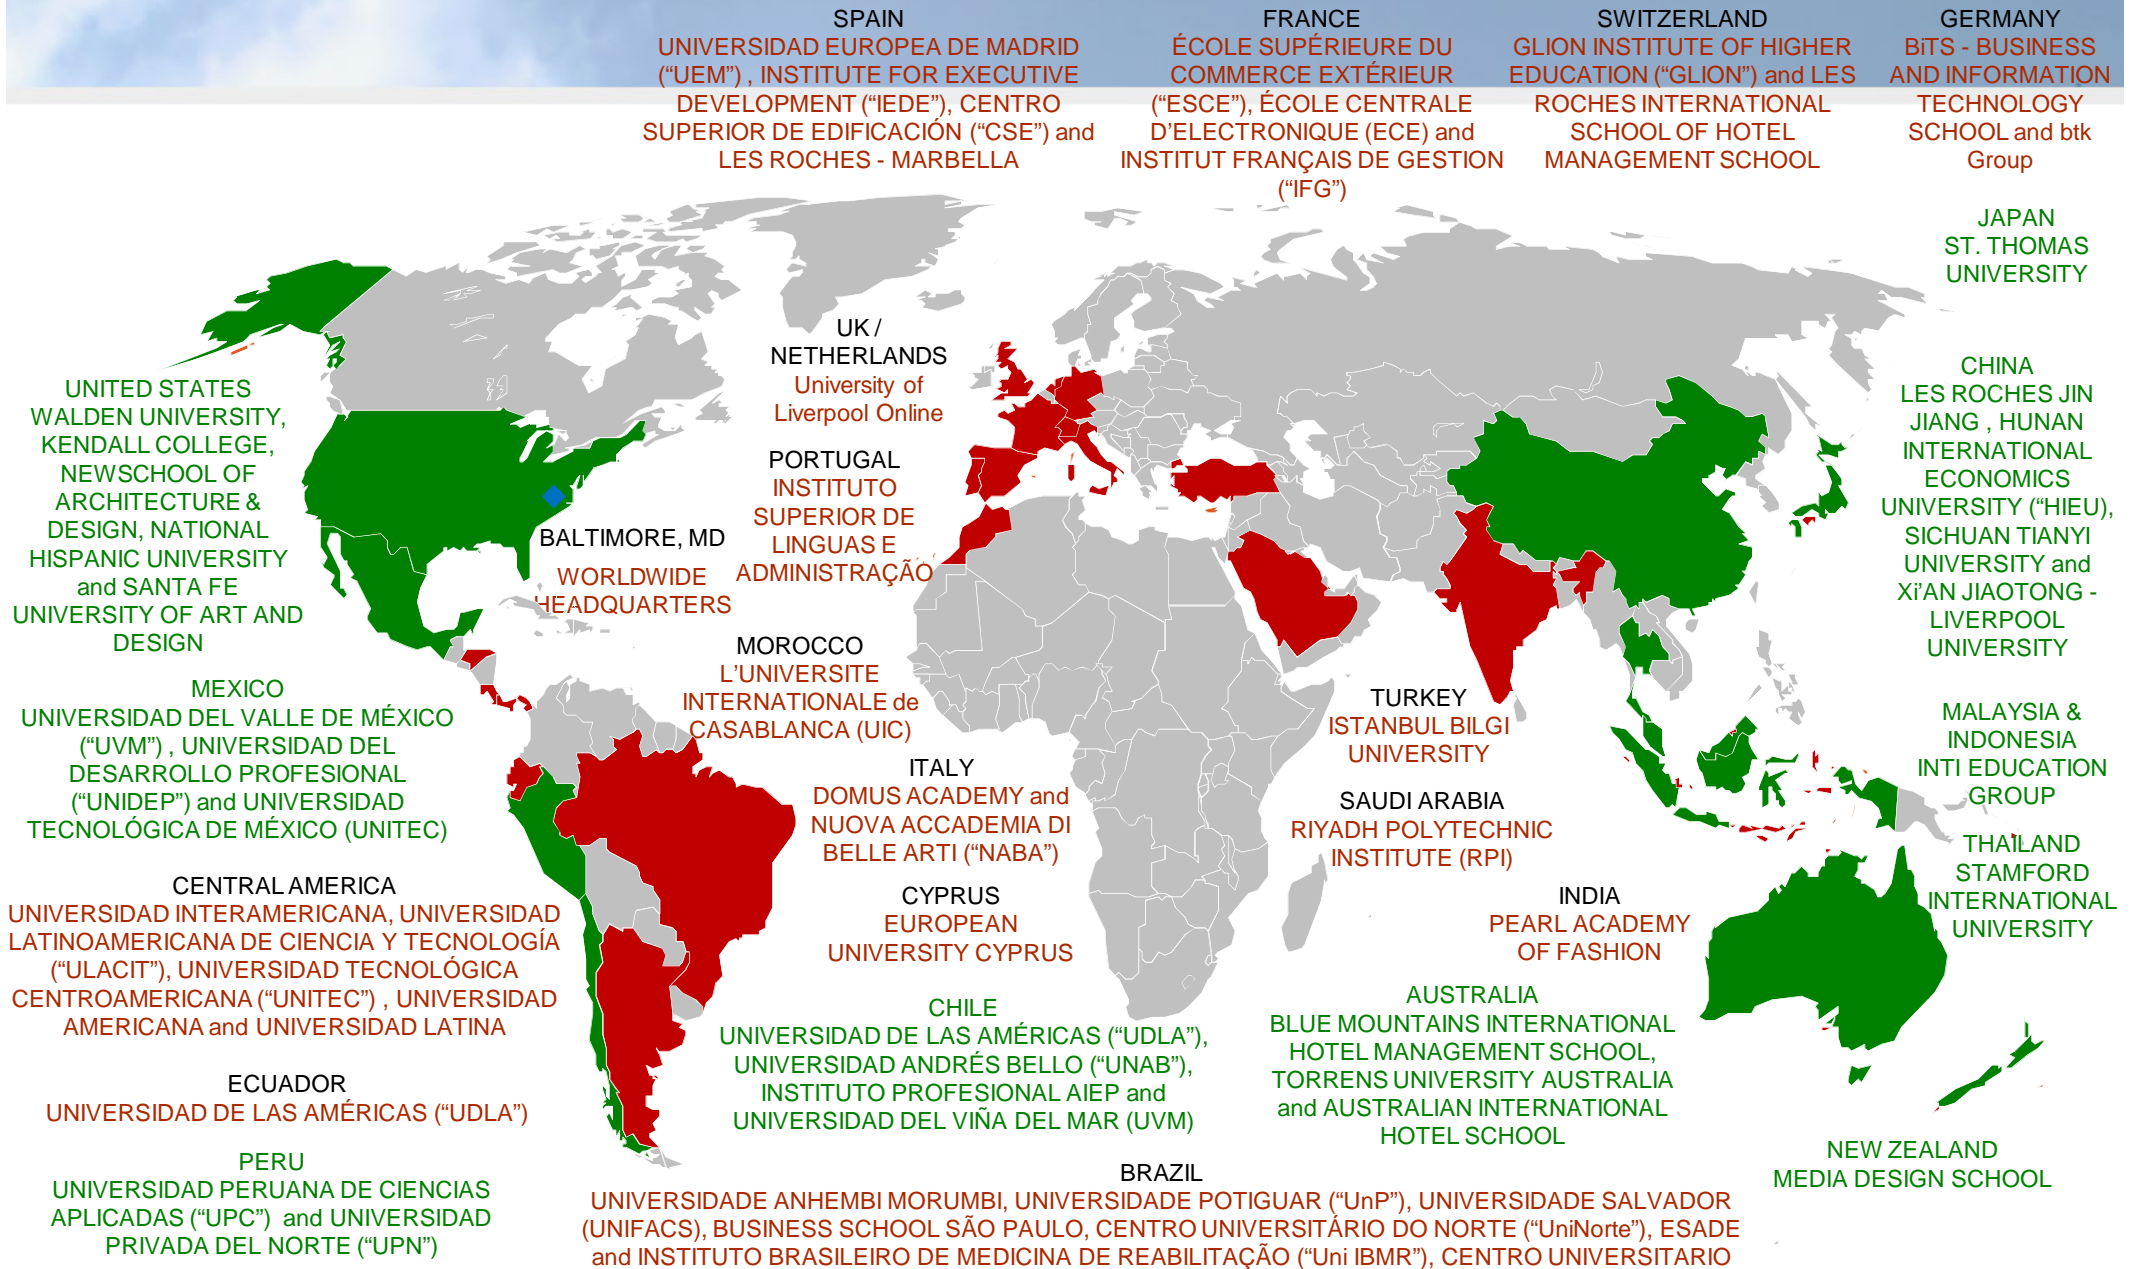 SPAIN
UNIVERSIDAD EUROPEA DE MADRID
(“UEM”) , INSTITUTE FOR EXECUTIVE
DEVELOPMENT (“IEDE”), CENTRO
SUPERIOR DE EDIFICACIÓN (“CSE”) and
LES ROCHES - MARBELLA
FRANCE
ÉCOLE SUPÉRIEURE DU
COMMERCE EXTÉRIEUR
(“ESCE”), ÉCOLE CENTRALE
D’ELECTRONIQUE (ECE) and
INSTITUT FRANÇAIS DE GESTION
(“IFG”)
SWITZERLAND
GLION INSTITUTE OF HIGHER
EDUCATION (“GLION”) and LES
ROCHES INTERNATIONAL
SCHOOL OF HOTEL
MANAGEMENT SCHOOL
GERMANY
BiTS - BUSINESS
AND INFORMATION
TECHNOLOGY
SCHOOL and btk
Group
JAPAN
ST. THOMAS
UNIVERSITY
UK /
NETHERLANDS
University of
Liverpool Online
UNITED STATES
WALDEN UNIVERSITY,
KENDALL COLLEGE,
NEWSCHOOL OF
ARCHITECTURE &
DESIGN, NATIONAL
HISPANIC UNIVERSITY
and SANTA FE
UNIVERSITY OF ART AND
DESIGN
CHINA
LES ROCHES JIN
JIANG , HUNAN
INTERNATIONAL
ECONOMICS
UNIVERSITY (“HIEU),
SICHUAN TIANYI
UNIVERSITY and
Xi’AN JIAOTONG -
LIVERPOOL
UNIVERSITY
PORTUGAL
INSTITUTO
SUPERIOR DE
LINGUAS E
ADMINISTRAÇÃO
BALTIMORE, MD
WORLDWIDE
HEADQUARTERS
MOROCCO
L’UNIVERSITE
INTERNATIONALE de
CASABLANCA (UIC)
MEXICO
UNIVERSIDAD DEL VALLE DE MÉXICO
(“UVM”) , UNIVERSIDAD DEL
DESARROLLO PROFESIONAL
(“UNIDEP”) and UNIVERSIDAD
TECNOLÓGICA DE MÉXICO (UNITEC)
TURKEY
ISTANBUL BILGI
UNIVERSITY
MALAYSIA &
INDONESIA
INTI EDUCATION
GROUP
ITALY
DOMUS ACADEMY and
NUOVA ACCADEMIA DI
BELLE ARTI (“NABA”)
SAUDI ARABIA
RIYADH POLYTECHNIC
INSTITUTE (RPI)
THAILAND
STAMFORD
INTERNATIONAL
UNIVERSITY
CENTRAL AMERICA
UNIVERSIDAD INTERAMERICANA, UNIVERSIDAD
LATINOAMERICANA DE CIENCIA Y TECNOLOGÍA
(“ULACIT”), UNIVERSIDAD TECNOLÓGICA
CENTROAMERICANA (“UNITEC”) , UNIVERSIDAD
AMERICANA and UNIVERSIDAD LATINA
CYPRUS
EUROPEAN
UNIVERSITY CYPRUS
INDIA
PEARL ACADEMY
OF FASHION
CHILE
UNIVERSIDAD DE LAS AMÉRICAS (“UDLA”),
UNIVERSIDAD ANDRÉS BELLO (“UNAB”),
INSTITUTO PROFESIONAL AIEP and
UNIVERSIDAD DEL VIÑA DEL MAR (UVM)
AUSTRALIA
BLUE MOUNTAINS INTERNATIONAL
HOTEL MANAGEMENT SCHOOL,
TORRENS UNIVERSITY AUSTRALIA
and AUSTRALIAN INTERNATIONAL
HOTEL SCHOOL
ECUADOR
UNIVERSIDAD DE LAS AMÉRICAS (“UDLA”)
NEW ZEALAND
MEDIA DESIGN SCHOOL
PERU
UNIVERSIDAD PERUANA DE CIENCIAS
APLICADAS (“UPC”) and UNIVERSIDAD
PRIVADA DEL NORTE (“UPN”)
BRAZIL
UNIVERSIDADE ANHEMBI MORUMBI, UNIVERSIDADE POTIGUAR (“UnP”), UNIVERSIDADE SALVADOR
(UNIFACS), BUSINESS SCHOOL SÃO PAULO, CENTRO UNIVERSITÁRIO DO NORTE (“UniNorte”), ESADE
and INSTITUTO BRASILEIRO DE MEDICINA DE REABILITAÇÃO (“Uni IBMR”), CENTRO UNIVERSITARIO